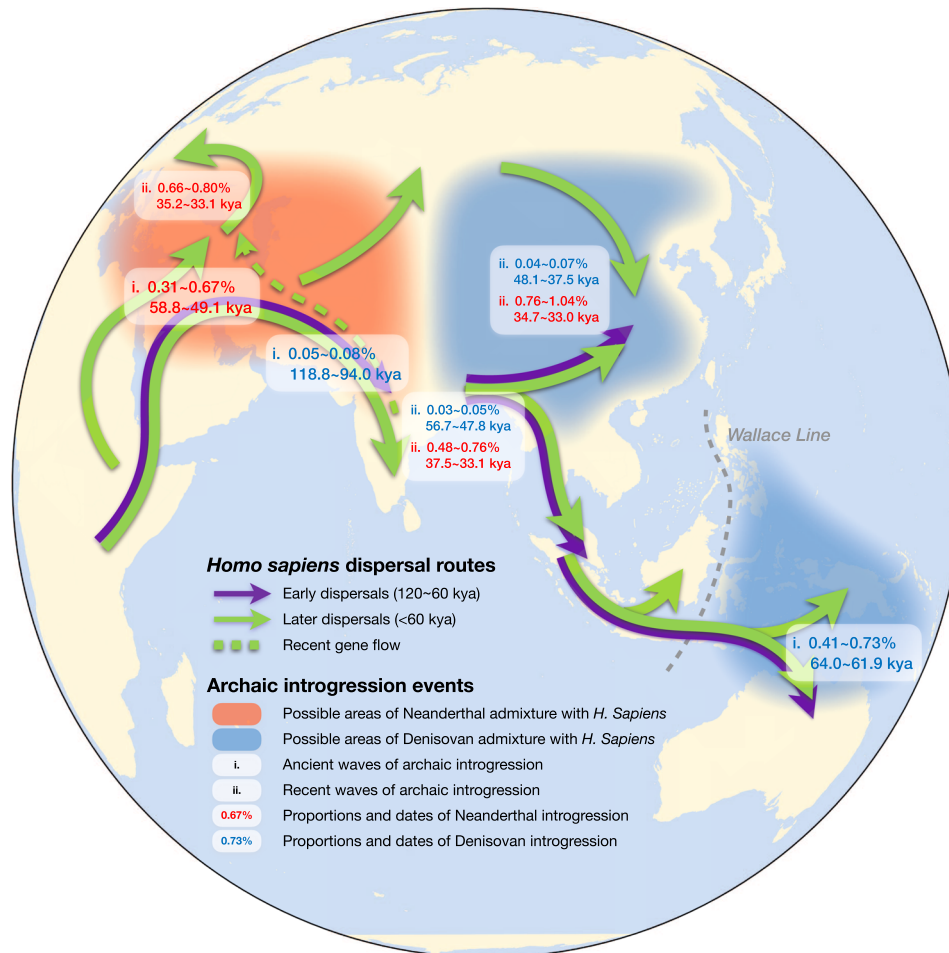 ii. 0.66~0.80%
35.2~33.1 kya
i. 0.31~0.67%
58.8~49.1 kya
ii. 0.04~0.07%
48.1~37.5 kya
ii. 0.76~1.04%
34.7~33.0 kya
i. 0.05~0.08%
118.8~94.0 kya
ii. 0.03~0.05%
56.7~47.8 kya
ii. 0.48~0.76%
37.5~33.1 kya
Wallace Line
i. 0.41~0.73%
64.0~61.9 kya
Homo sapiens dispersal routes
Early dispersals (120~60 kya)
Later dispersals (<60 kya)
Recent gene flow
Archaic introgression events
Possible areas of Neanderthal admixture with H. Sapiens
Possible areas of Denisovan admixture with H. Sapiens
i. Ancient waves of archaic introgression
ii. Recent waves of archaic introgression
0.67% Proportions and dates of Neanderthal introgression
0.73% Proportions and dates of Denisovan introgression